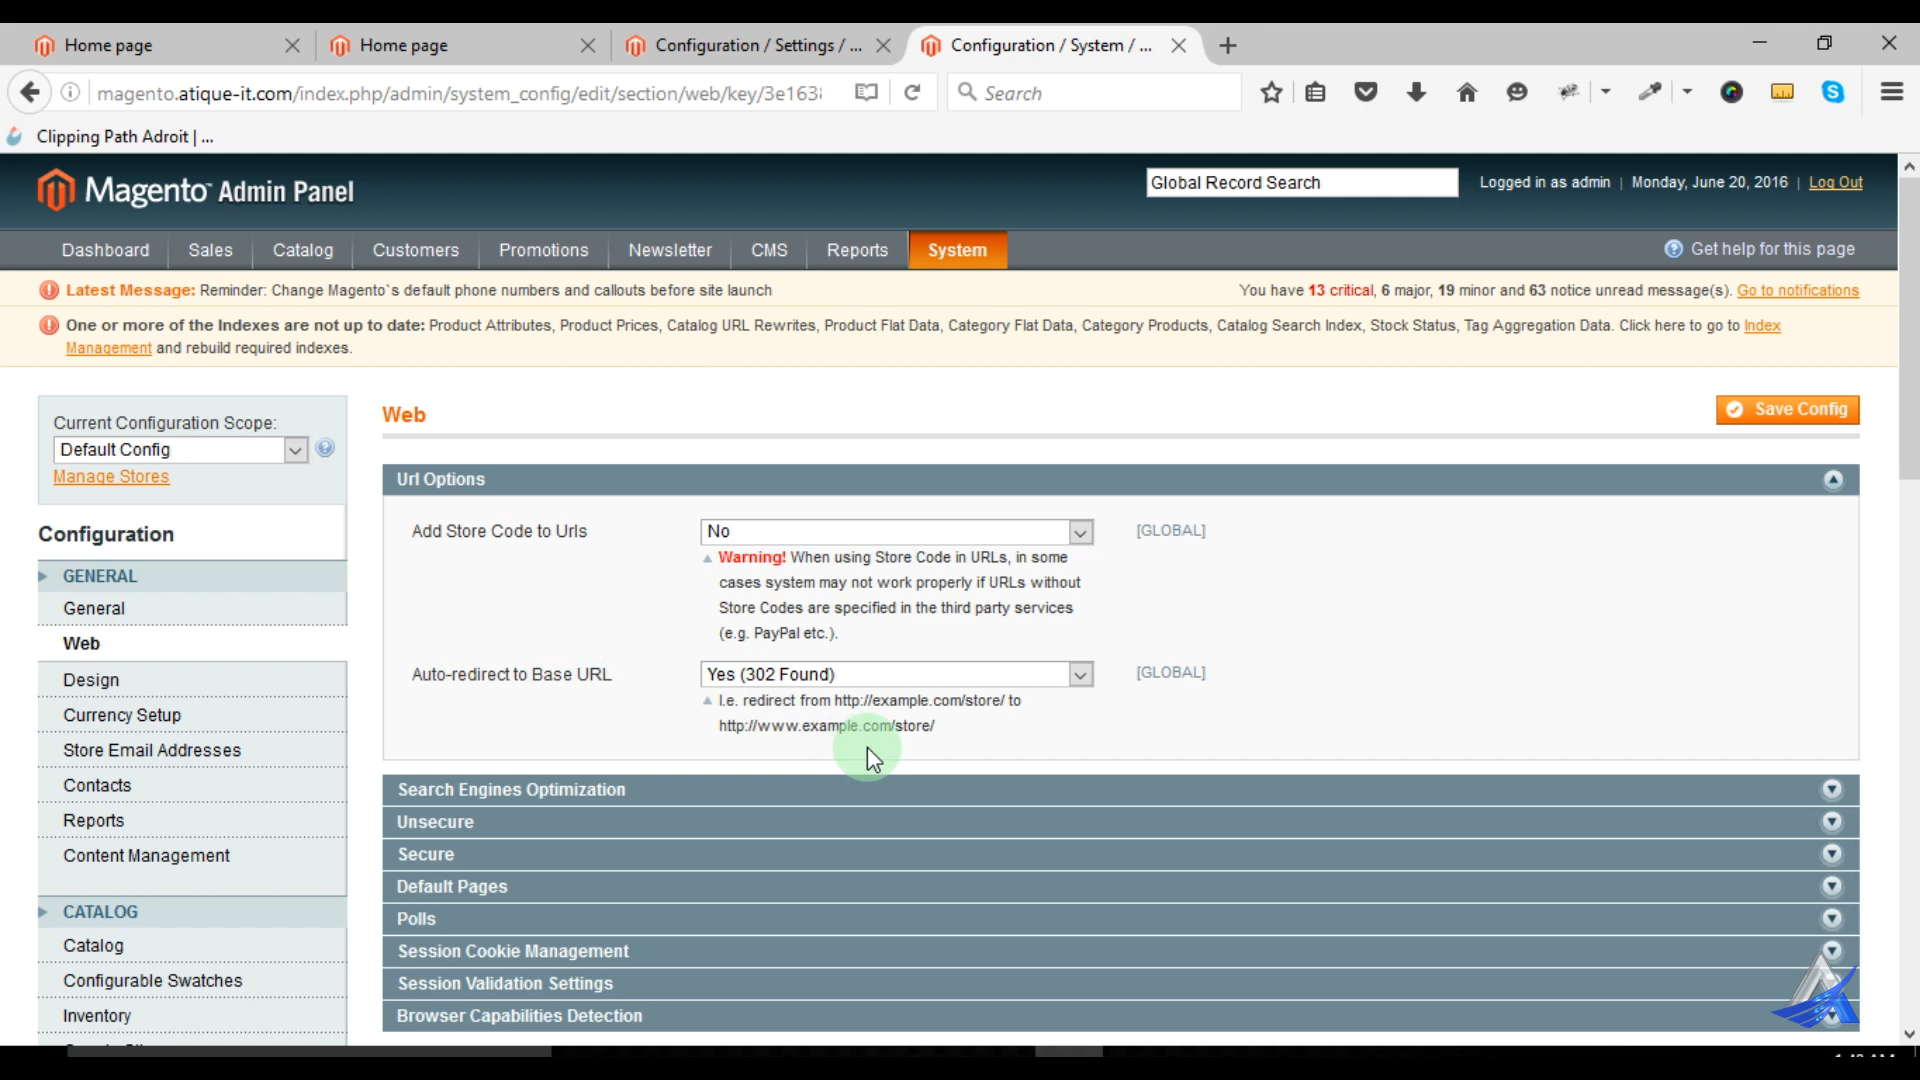 Home page
Home page
Configuration / Settings / ...
Configuration / System / ...
magento.atique-it.com/index.php/admin/system_config/edit/section/web/key/3e163
Search
Clipping Path Adroit | ...
Magento Admin Panel
Global Record Search
Logged in as admin | Monday, June 20, 2016 | Log Out
Dashboard
Sales
Catalog
Customers
Promotions
Newsletter
CMS
Reports
System
Get help for this page
Latest Message: Reminder: Change Magento`s default phone numbers and callouts before site launch
You have 13 critical, 6 major, 19 minor and 63 notice unread message(s). Go to notifications
One or more of the Indexes are not up to date: Product Attributes, Product Prices, Catalog URL Rewrites, Product Flat Data, Category Flat Data, Category Products, Catalog Search Index, Stock Status, Tag Aggregation Data. Click here to go to Index
Management and rebuild required indexes.
Current Configuration Scope:
Default Config
Manage Stores
Configuration
GENERAL
General
Web
Design
Currency Setup
Store Email Addresses
Contacts
Reports
Content Management
CATALOG
Catalog
Configurable Swatches
Inventory
Web
Save Config
Url Options
Add Store Code to Urls
No
[GLOBAL]
Warning! When using Store Code in URLs, in some
cases system may not work properly if URLs without
Store Codes are specified in the third party services
(e.g. PayPal etc.).
Auto-redirect to Base URL
Yes (302 Found)
[GLOBAL]
I.e. redirect from http://example.com/store/ to
http://www.example.com/store/
Search Engines Optimization
Unsecure
Secure
Default Pages
Polls
Session Cookie Management
Session Validation Settings
Browser Capabilities Detection